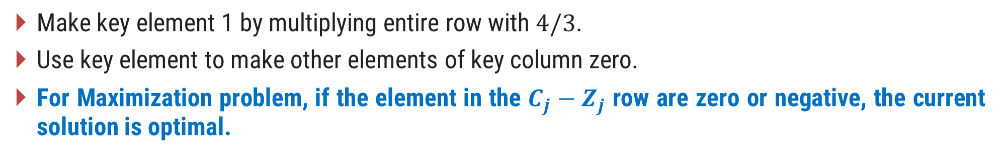 Make key element 1 by multiplying entire row with 4/3.
Use key element to make other elements of key column zero.
For Maximization problem, if the element in the C_j − Z_j row are zero or negative, the current
solution is optimal.